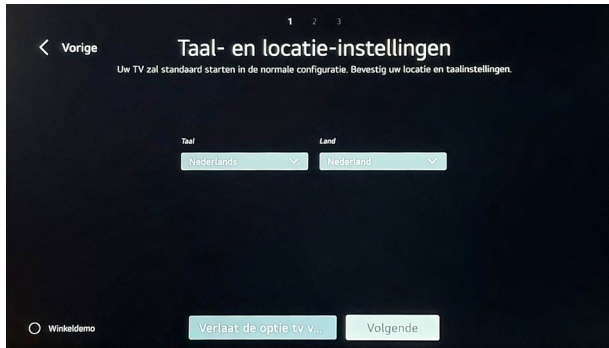 1 2 3
Vorige
Taal- en locatie-instellingen
Uw TV zal standaard starten in de normale configuratie. Bevestig uw locatie en taalinstellingen.
Taal Land
Nederlands Nederland
Winkeldemo Verlaat de optie tv v... Volgende